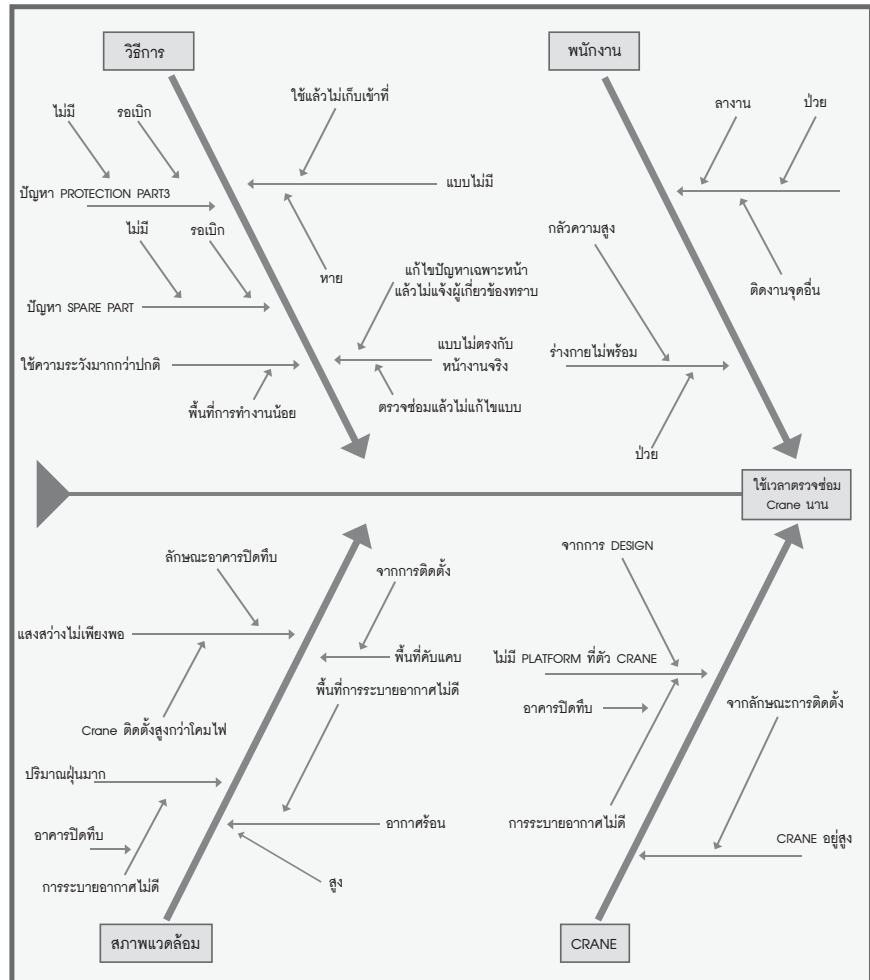 วิธีการ
พนักงาน
ใช้แล้วไม่เก็บเข้าที่
ไม่มี
รอเบิก
ลางาน
ป่วย
ปัญหา PROTECTION PART3
แบบไม่มี
ไม่มี
รอเบิก
กลัวความสูง
หาย
แก้ไขปัญหาเฉพาะหน้า
แล้วไม่แจ้งผู้เกี่ยวข้องทราบ
ติดงานจุดอื่น
ปัญหา SPARE PART
ใช้ความระวังมากกว่าปกติ
แบบไม่ตรงกับ
หน้างานจริง
ร่างกายไม่พร้อม
พื้นที่การทำงานน้อย
ตรวจซ่อมแล้วไม่แก้ไขแบบ
ป่วย
ใช้เวลาตรวจซ่อม
Crane นาน
ลักษณะอาคารปิดทึบ
จากการติดตั้ง
จากการ DESIGN
แสงสว่างไม่เพียงพอ
พื้นที่คับแคบ
ไม่มี PLATFORM ที่ตัว CRANE
พื้นที่การระบายอากาศไม่ดี
อาคารปิดทึบ
จากลักษณะการติดตั้ง
Crane ติดตั้งสูงกว่าโคมไฟ
ปริมาณฝุ่นมาก
อาคารปิดทึบ
อากาศร้อน
การระบายอากาศไม่ดี
CRANE อยู่สูง
การระบายอากาศไม่ดี
สูง
สภาพแวดล้อม
CRANE